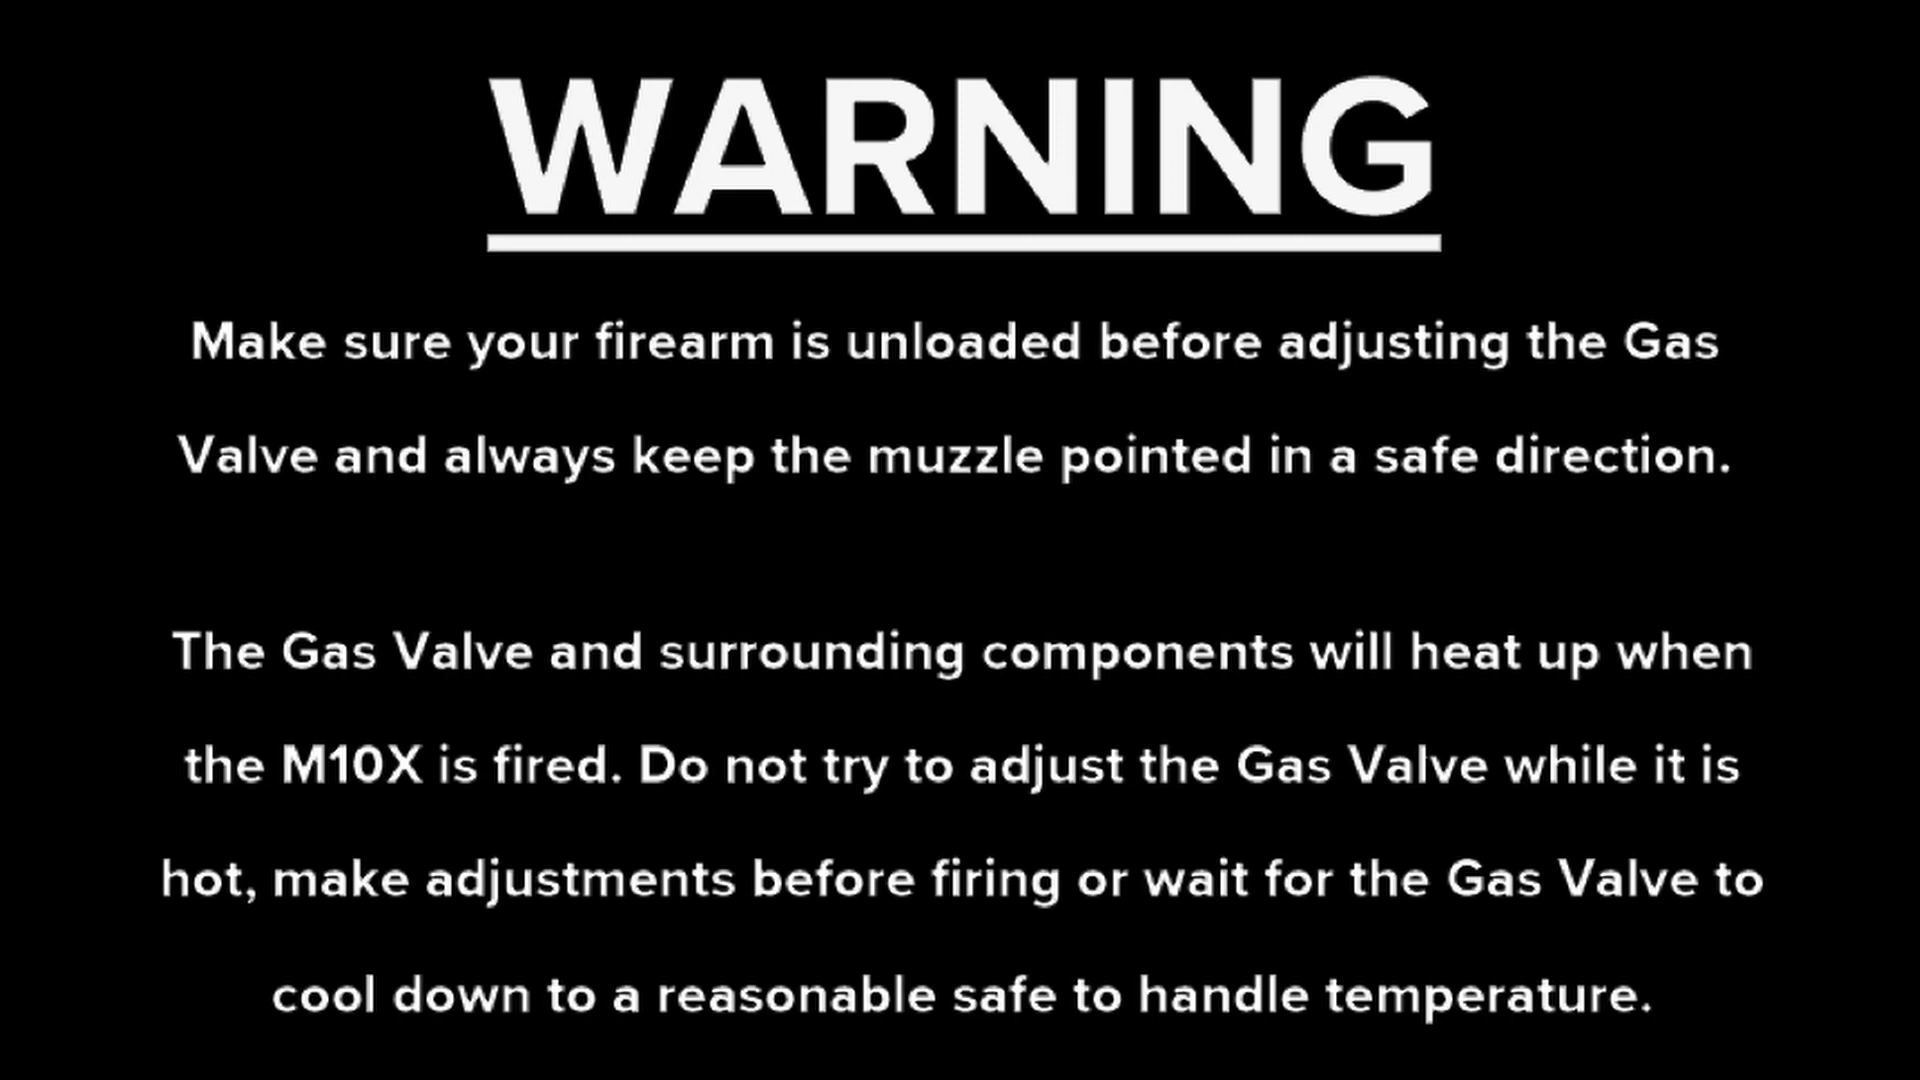 WARNING
Make sure your firearm is unloaded before adjusting the Gas
Valve and always keep the muzzle pointed in a safe direction.
The Gas Valve and surrounding components will heat up when
the M10X is fired. Do not try to adjust the Gas Valve while it is
hot, make adjustments before firing or wait for the Gas Valve to
cool down to a reasonable safe to handle temperature.